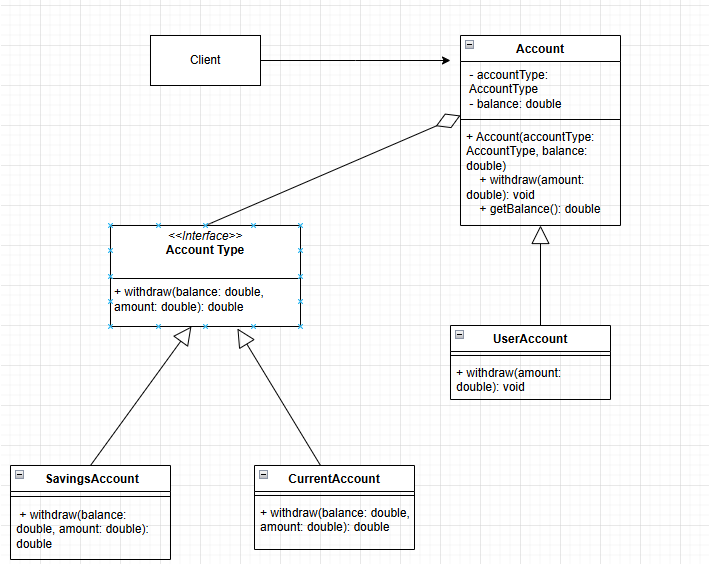 Client
Account
- accountType:
AccountType
- balance: double
+ Account(accountType:
AccountType, balance:
double)
+ withdraw(amount:
double): void
+ getBalance(): double
<<Interface>>
Account Type
+ withdraw(balance: double,
amount: double): double
UserAccount
+ withdraw(amount:
double): void
SavingsAccount
+ withdraw(balance:
double, amount: double):
double
CurrentAccount
+ withdraw(balance: double,
amount: double): double